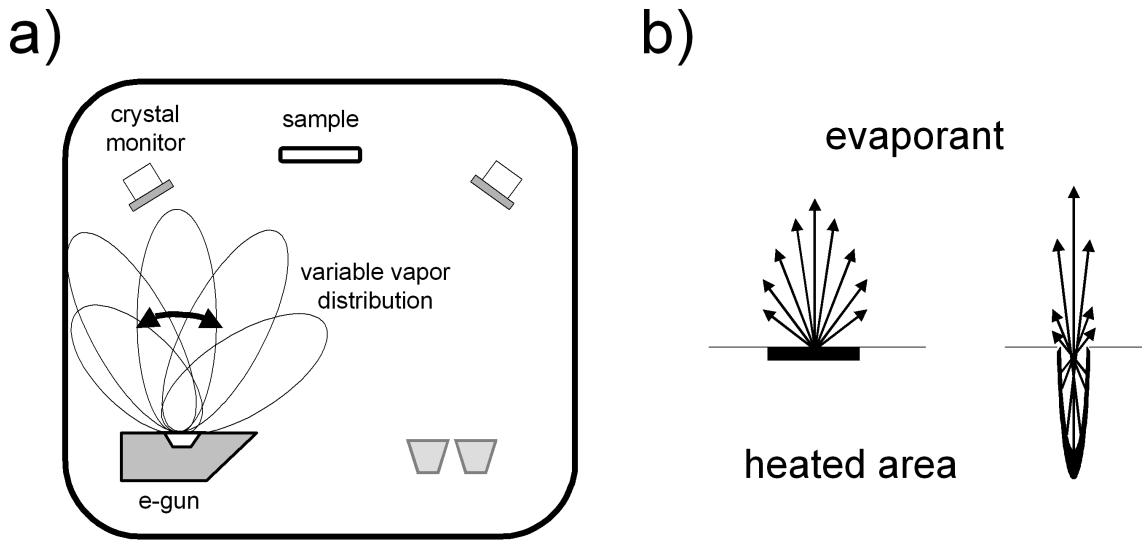 a)
crystal
monitor
sample
variable vapor
distribution
e-gun
b)
evaporant
heated area